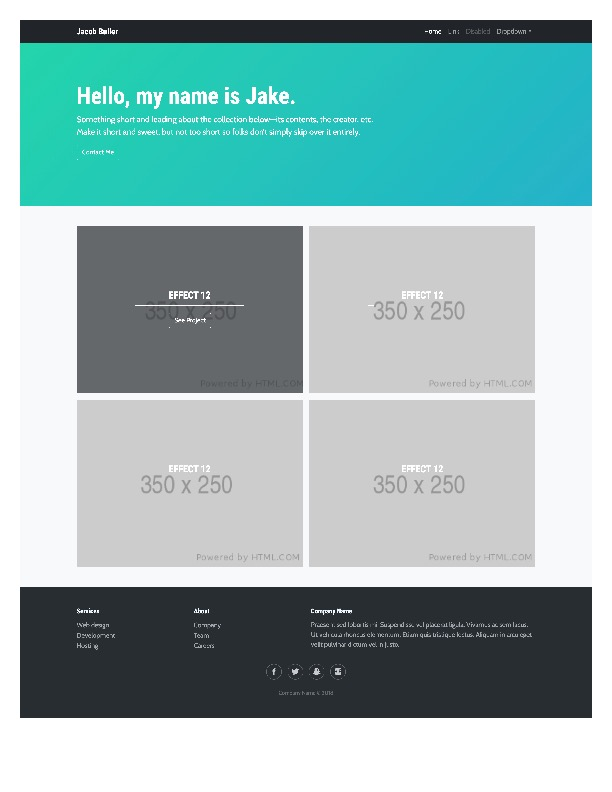 Jacob Buller
Home Link Disabled Dropdown
Hello, my name is Jake.
Something short and leading about the collection below—its contents, the creator, etc.
Make it short and sweet, but not too short so folks don't simply skip over it entirely.
Contact Me
EFFECT 12
350 x 250
See Project
Powered by HTML.COM
EFFECT 12
350 x 250
Powered by HTML.COM
EFFECT 12
350 x 250
Powered by HTML.COM
EFFECT 12
350 x 250
Powered by HTML.COM
Services
Web design
Development
Hosting
About
Company
Team
Careers
Company Name
Praesent sed lobortis mi. Suspendisse vel placerat ligula. Vivamus ac sem lacus.
Ut vehicula rhoncus elementum. Etiam quis tristique lectus. Aliquam in arcu eget
velit pulvinar dictum vel in justo.
Company Name © 2018